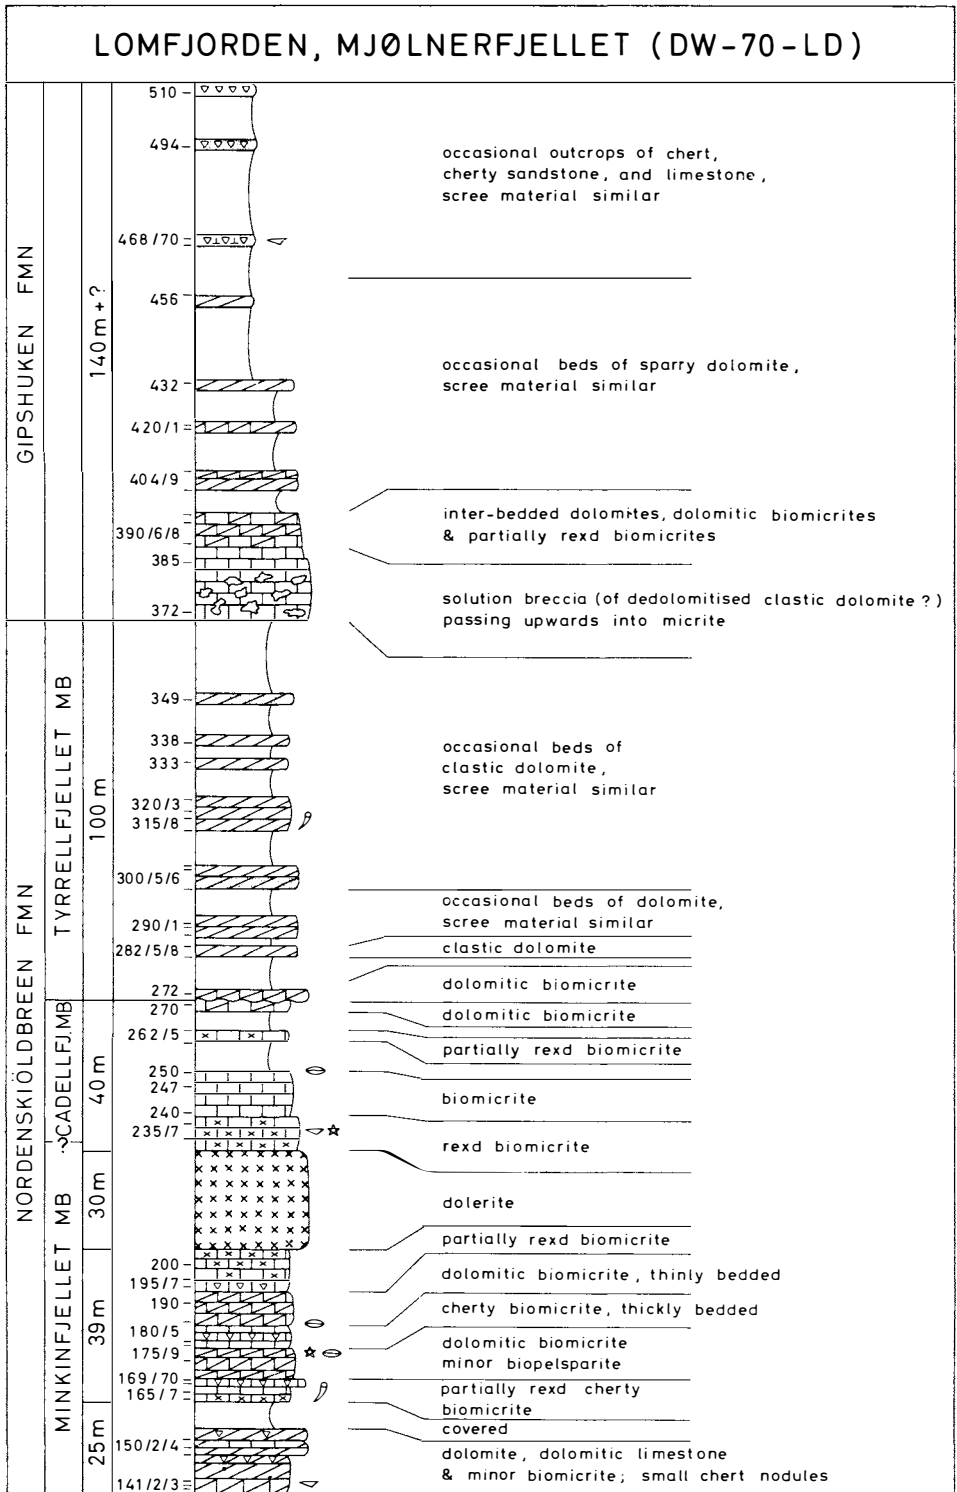 LOMFJORDEN, MJØLNERFJELLET (DW-70-LD)
GIPSHUKEN FMN
140m+?
510
494
468/70
456
432
420/1
404/9
390/6/8
385
372
occasional outcrops of chert,
cherty sandstone, and limestone,
scree material similar
occasional beds of sparry dolomite,
scree material similar
inter-bedded dolomites, dolomitic biomicrites
& partially rexd biomicrites
solution breccia (of dedolomitised clastic dolomite?)
passing upwards into micrite
NORDENSKIÖLDBREEN FMN
TYRRELLFJELLET MB
100m
349
338
333
320/3
315/8
300/5/6
290/1
282/5/8
272
occasional beds of
clastic dolomite,
scree material similar
occasional beds of dolomite,
scree material similar
clastic dolomite
dolomitic biomicrite
?CADELLFJ.MB
40m
270
262/5
250
247
240
235/7
dolomitic biomicrite
partially rexd biomicrite
biomicrite
rexd biomicrite
MINKINFJELLET MB
30m
39m
25m
200
195/7
190
180/5
175/9
169/70
165/7
150/2/4
141/2/3
dolerite
partially rexd biomicrite
dolomitic biomicrite, thinly bedded
cherty biomicrite, thickly bedded
dolomitic biomicrite
minor biopelsparite
partially rexd cherty
biomicrite
covered
dolomite, dolomitic limestone
& minor biomicrite; small chert nodules